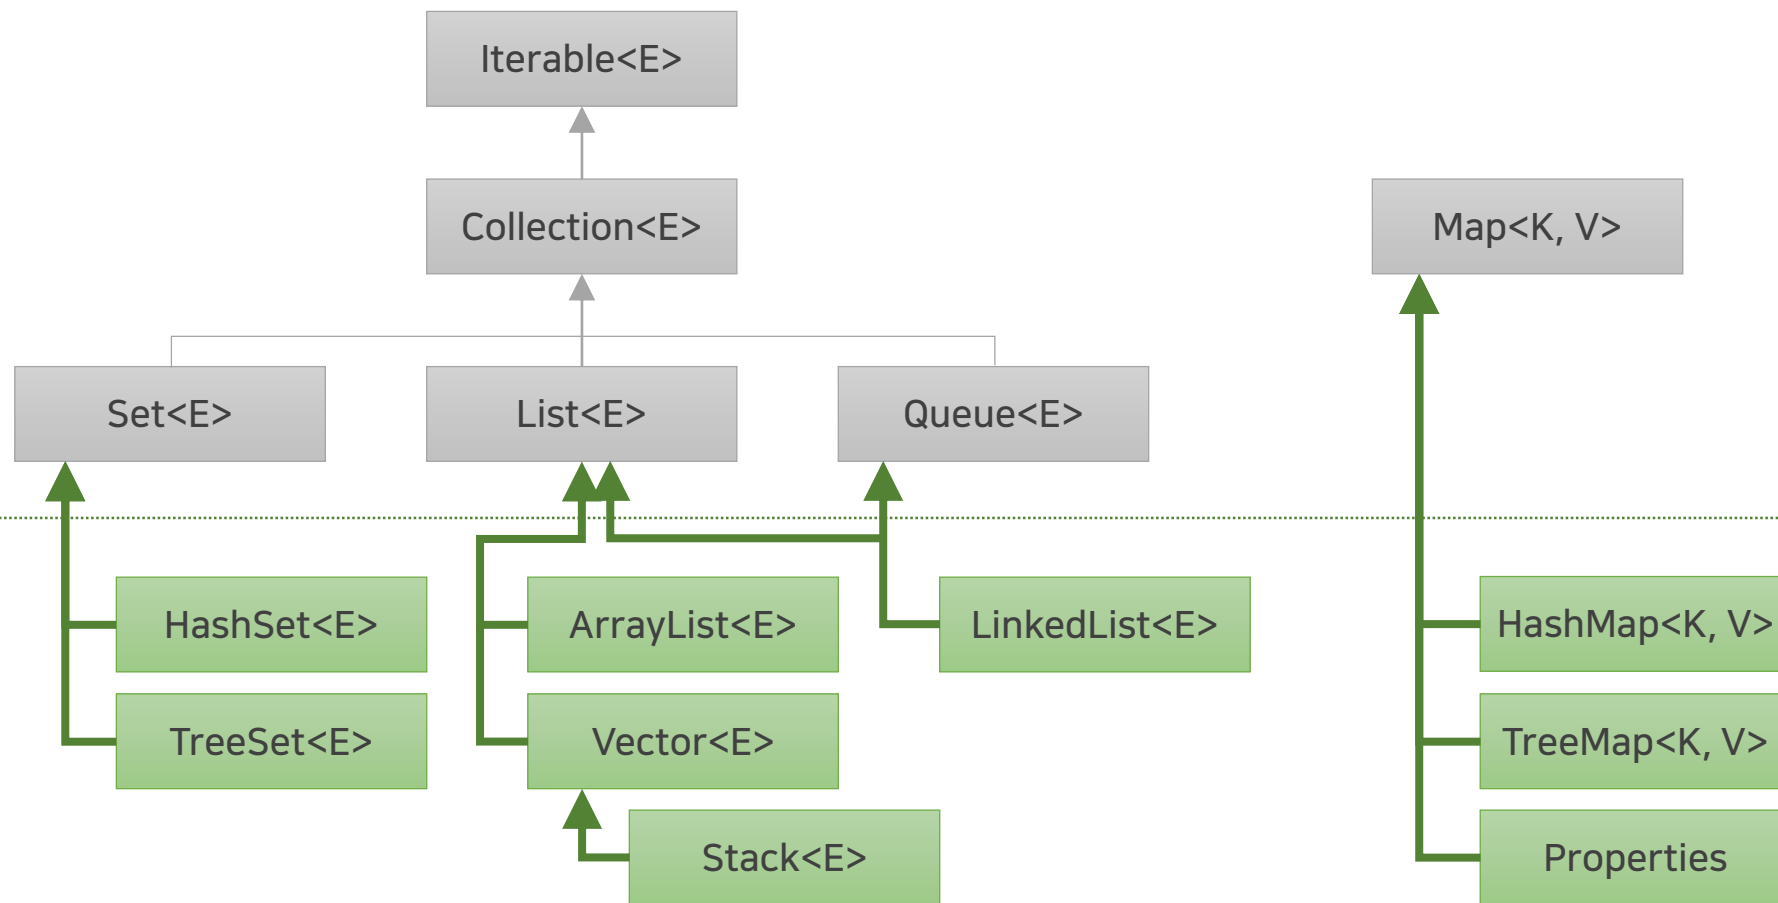 Iterable<E>
Collection<E>
Map<K, V>
Set<E>
List<E>
Queue<E>
HashSet<E>
ArrayList<E>
LinkedList<E>
HashMap<K, V>
TreeSet<E>
Vector<E>
TreeMap<K, V>
Stack<E>
Properties